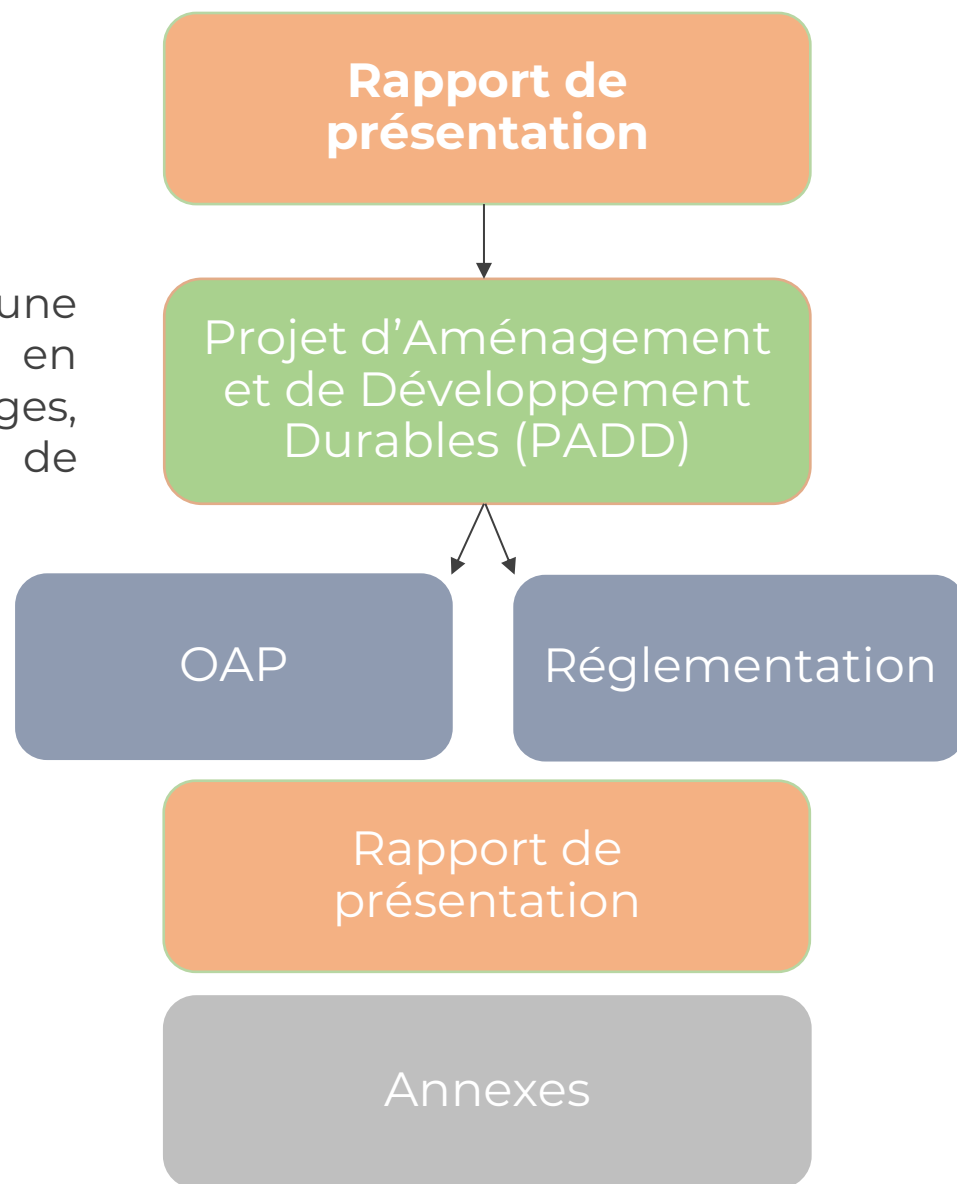 Rapport de
présentation
une
en
ges,
de
Projet d’Aménagement
et de Développement
Durables (PADD)
OAP
Réglementation
Rapport de
présentation
Annexes